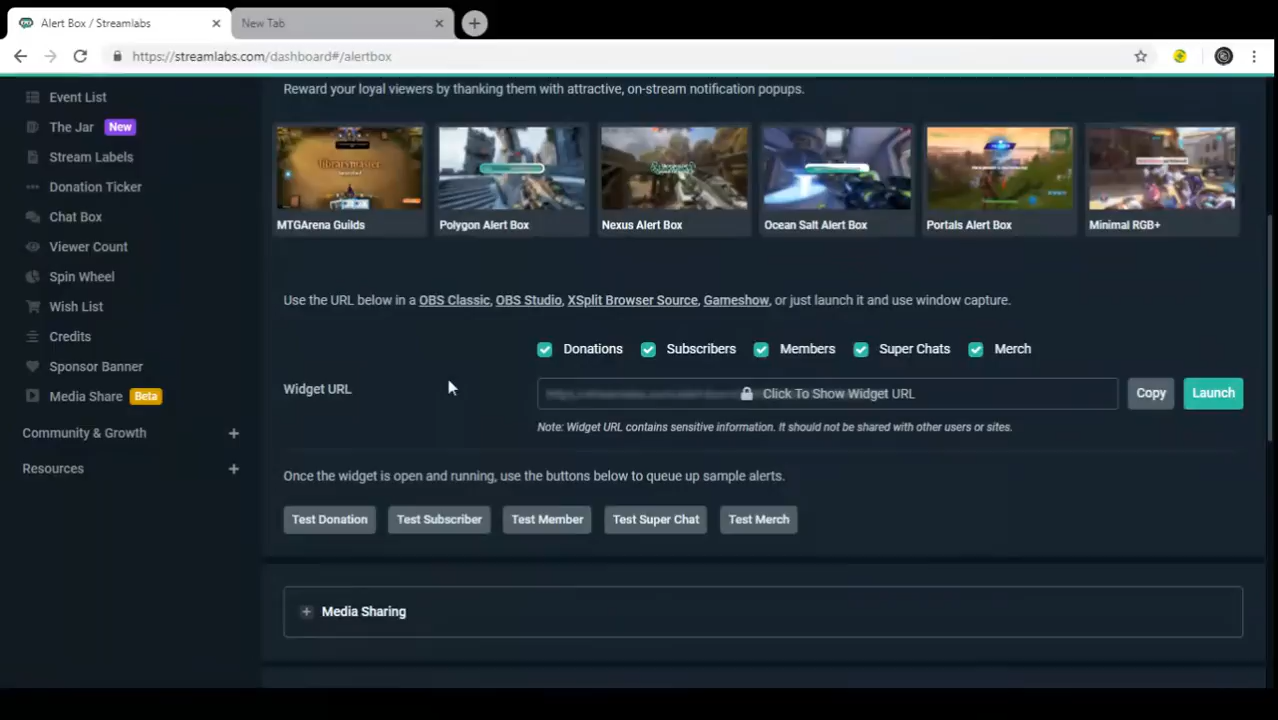 Alert Box / Streamlabs
New Tab
https://streamlabs.com/dashboard#/alertbox
Event List
The Jar New
Stream Labels
Donation Ticker
Chat Box
Viewer Count
Spin Wheel
Wish List
Credits
Sponsor Banner
Media Share Beta
Community & Growth
Resources
Reward your loyal viewers by thanking them with attractive, on-stream notification popups.
MTGArena Guilds
Polygon Alert Box
Nexus Alert Box
Ocean Salt Alert Box
Portals Alert Box
Minimal RGB+
Use the URL below in a OBS Classic, OBS Studio, XSplit Browser Source, Gameshow, or just launch it and use window capture.
Donations Subscribers Members Super Chats Merch
Widget URL
Click To Show Widget URL
Copy
Launch
Note: Widget URL contains sensitive information. It should not be shared with other users or sites.
Once the widget is open and running, use the buttons below to queue up sample alerts.
Test Donation
Test Subscriber
Test Member
Test Super Chat
Test Merch
Media Sharing